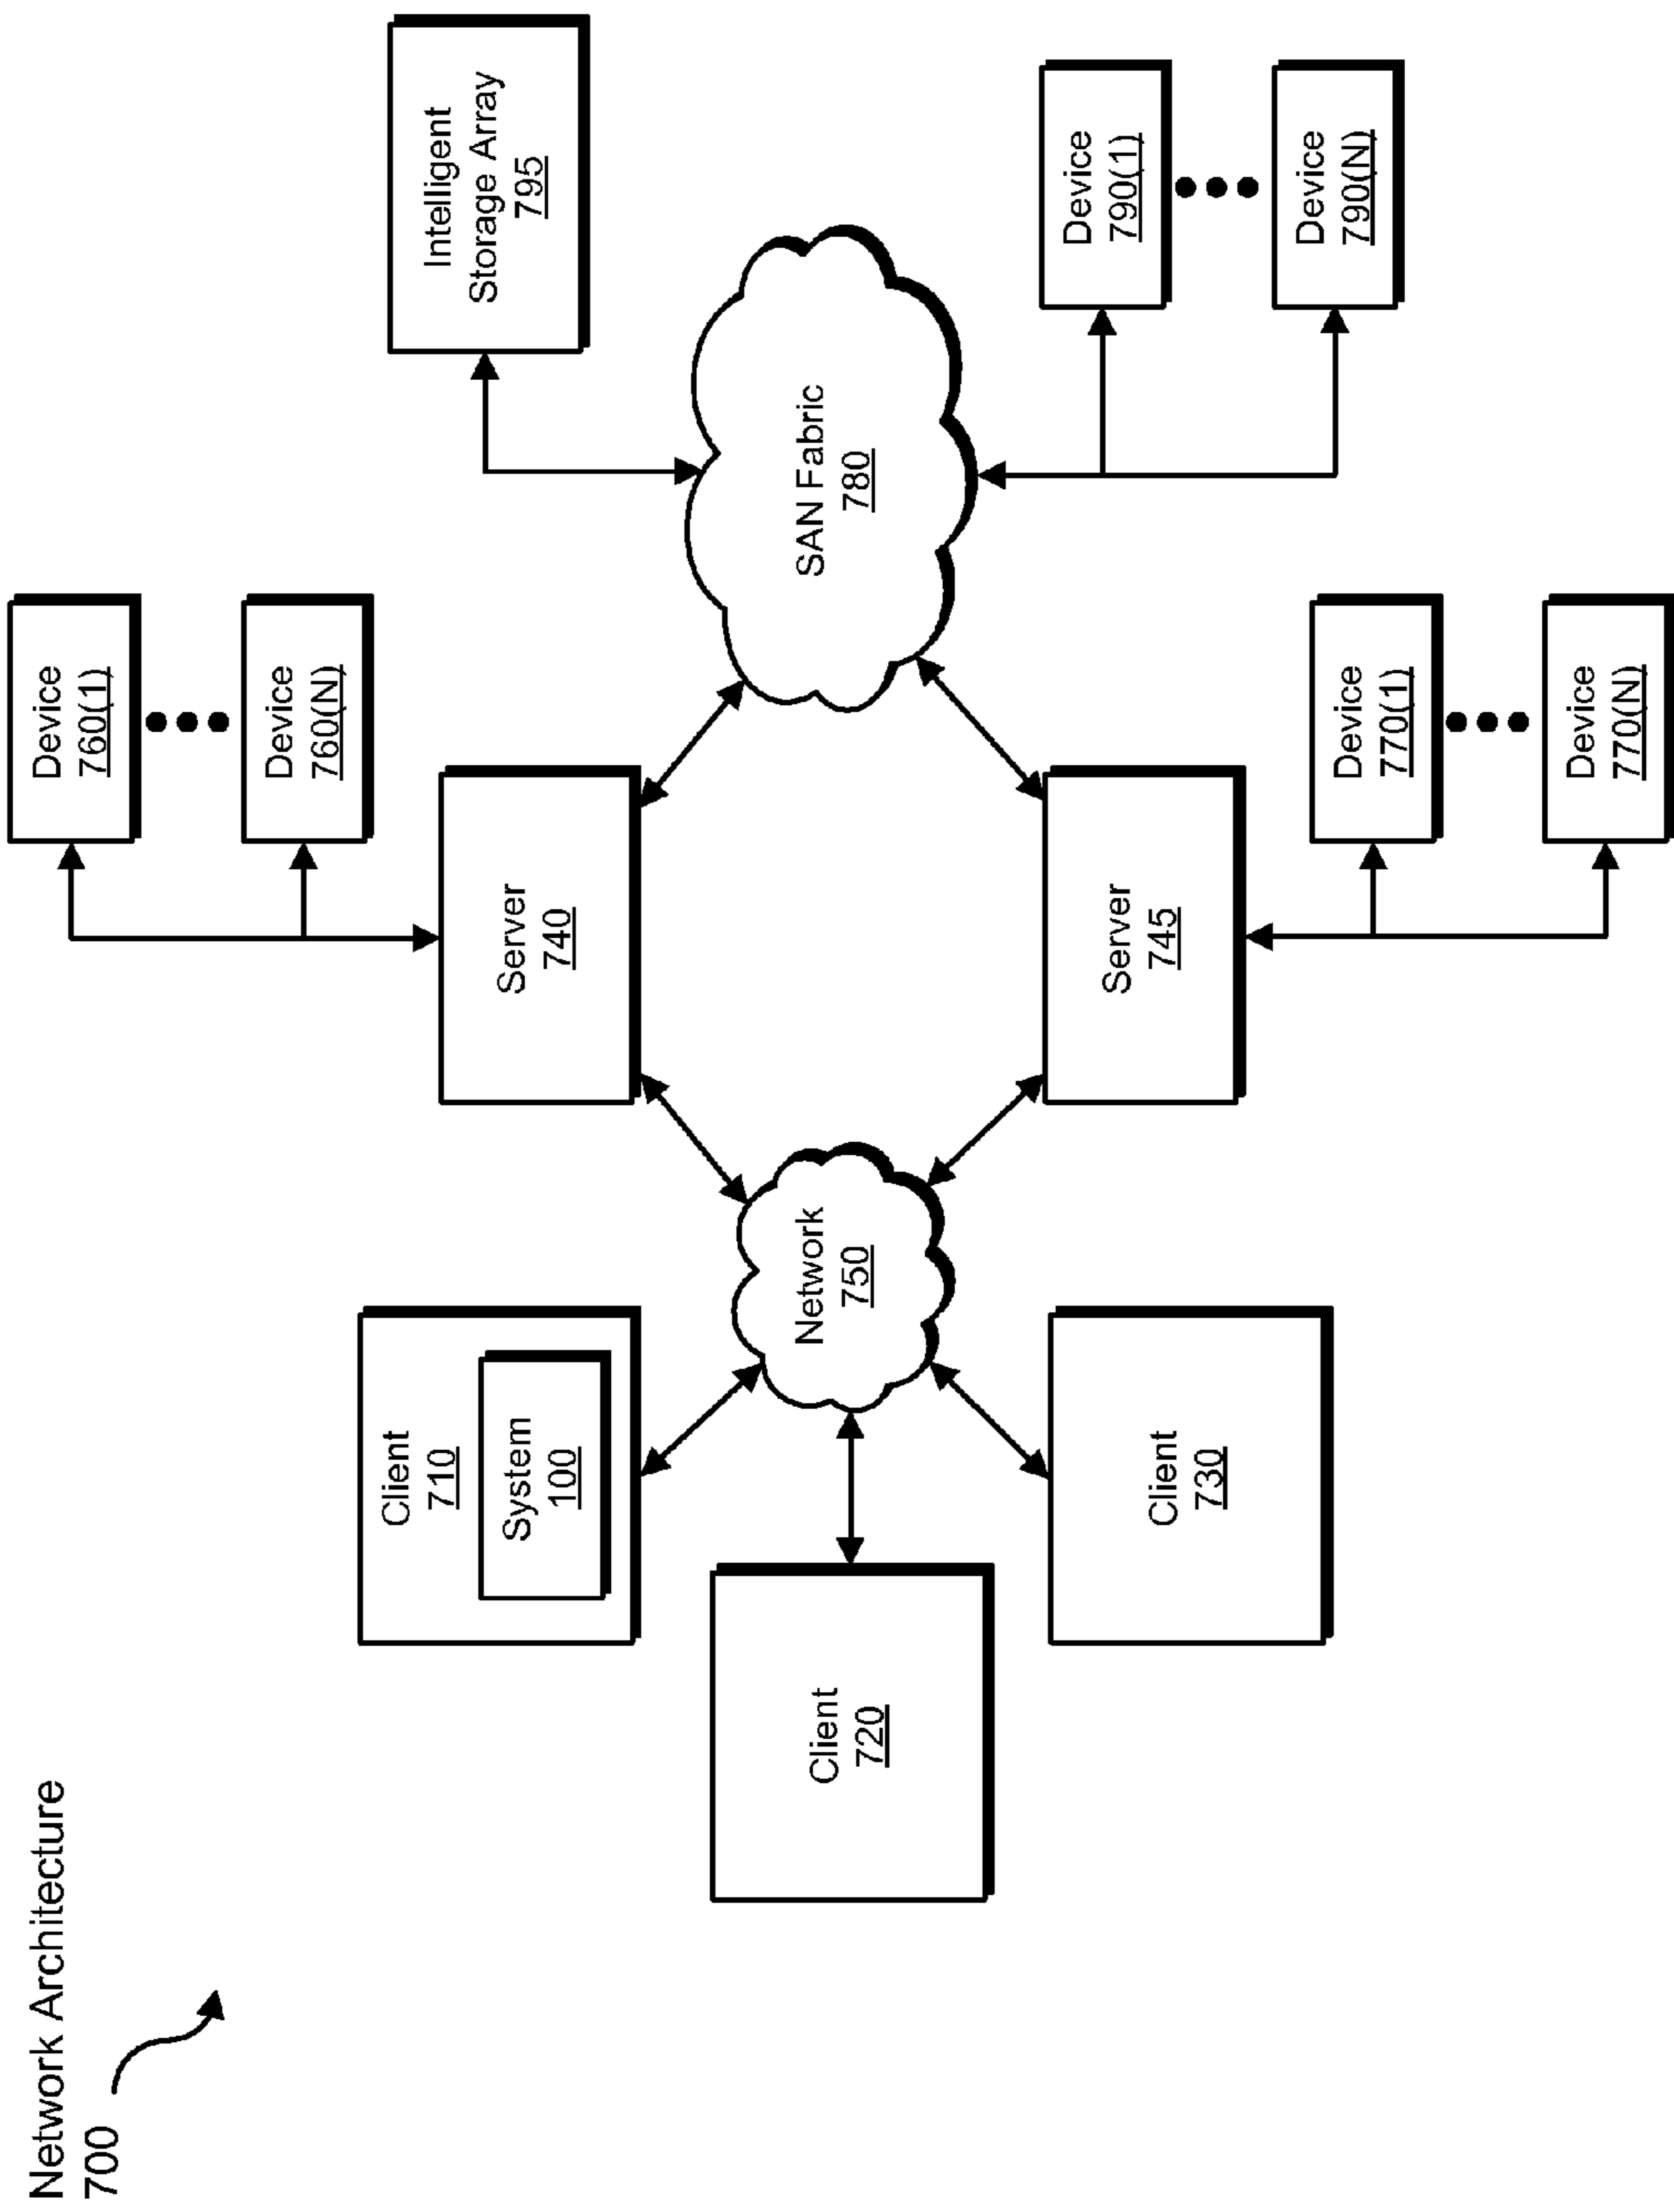 Network Architecture
700
Client
710
System
100
Client
720
Client
730
Network
750
Server
740
Server
745
Device
760(1)
Device
760(N)
Device
770(1)
Device
770(N)
SAN Fabric
780
Intelligent
Storage Array
795
Device
790(1)
Device
790(N)